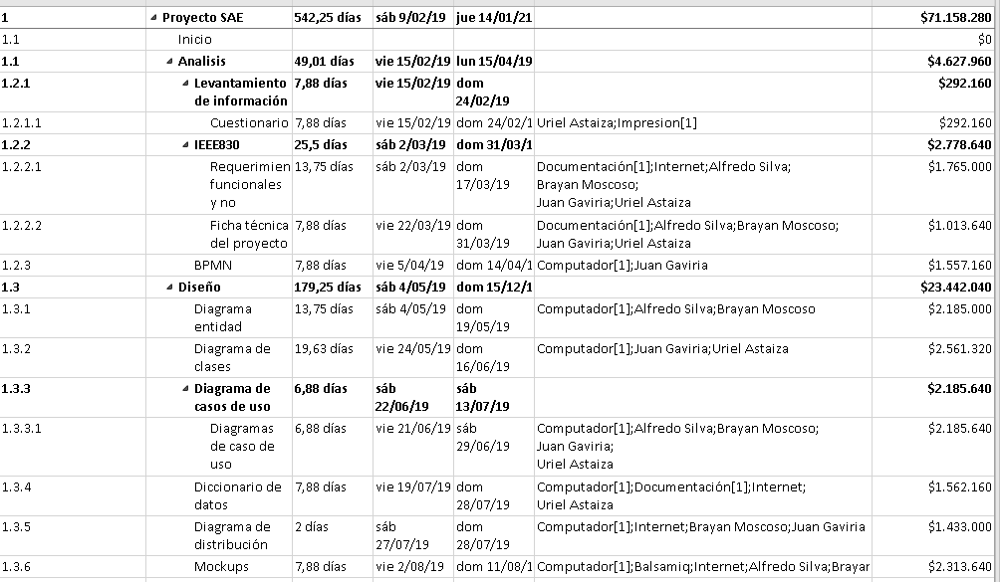 1 Proyecto SAE 542,25 días sáb 9/02/19 jue 14/01/21 $71.158.280
1.1 Inicio $0
1.1 Analisis 49,01 días vie 15/02/19 lun 15/04/19 $4.627.960
1.2.1 Levantamiento 7,88 días vie 15/02/19 dom $292.160
de información 24/02/19
1.2.1.1 Cuestionario 7,88 días vie 15/02/19 dom 24/02/1 Uriel Astaiza;Impresion[1] $292.160
1.2.2 IEEE830 25,5 días sáb 2/03/19 dom 31/03/1 $2.778.640
1.2.2.1 Requerimien 13,75 días sáb 2/03/19 dom Documentación[1];Internet;Alfredo Silva; $1.765.000
funcionales 17/03/19 Brayan Moscoso;
y no Juan Gaviria;Uriel Astaiza
1.2.2.2 Ficha técnica 7,88 días vie 22/03/19 dom Documentación[1];Alfredo Silva;Brayan Moscoso; $1.013.640
del proyecto 31/03/19 Juan Gaviria;Uriel Astaiza
1.2.3 BPMN 7,88 días vie 5/04/19 dom 14/04/1 Computador[1];Juan Gaviria $1.557.160
1.3 Diseño 179,25 días sáb 4/05/19 dom 15/12/1 $23.442.040
1.3.1 Diagrama 13,75 días sáb 4/05/19 dom Computador[1];Alfredo Silva;Brayan Moscoso $2.185.000
entidad 19/05/19
1.3.2 Diagrama de 19,63 días vie 24/05/19 dom Computador[1];Juan Gaviria;Uriel Astaiza $2.561.320
clases 16/06/19
1.3.3 Diagrama de 6,88 días sáb sáb $2.185.640
casos de uso 22/06/19 13/07/19
1.3.3.1 Diagramas 6,88 días vie 21/06/19 sáb Computador[1];Alfredo Silva;Brayan Moscoso; $2.185.640
de caso de 29/06/19 Juan Gaviria;
uso Uriel Astaiza
1.3.4 Diccionario de 7,88 días vie 19/07/19 dom Computador[1];Documentación[1];Internet; $1.562.160
datos 28/07/19 Uriel Astaiza
1.3.5 Diagrama de 2 días sáb dom Computador[1];Internet;Brayan Moscoso;Juan Gaviria $1.433.000
distribución 27/07/19 28/07/19
1.3.6 Mockups 7,88 días vie 2/08/19 dom 11/08/1 Computador[1];Balsamiq;Internet;Alfredo Silva;Brayar $2.313.640